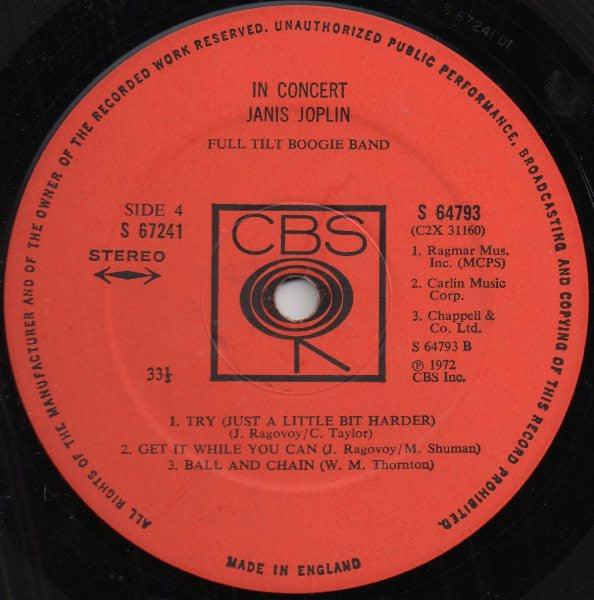 S 67241 D1
ALL RIGHTS OF THE MANUFACTURER AND OF THE OWNER OF THE RECORDED WORK RESERVED. UNAUTHORIZED PUBLIC PERFORMANCE, BROADCASTING AND COPYING OF THIS RECORD PROHIBITED.
IN CONCERT
JANIS JOPLIN
FULL TILT BOOGIE BAND
SIDE 4
S 67241
STEREO
33⅓
CBS
S 64793
(C2X 31160)
1. Ragmar Mus. Inc. (MCPS)
2. Carlin Music Corp.
3. Chappell & Co. Ltd.
S 64793 B
℗ 1972
CBS Inc.
1. TRY (JUST A LITTLE BIT HARDER)
(J. Ragovoy/C. Taylor)
2. GET IT WHILE YOU CAN (J. Ragovoy/M. Shuman)
3. BALL AND CHAIN (W. M. Thornton)
MADE IN ENGLAND